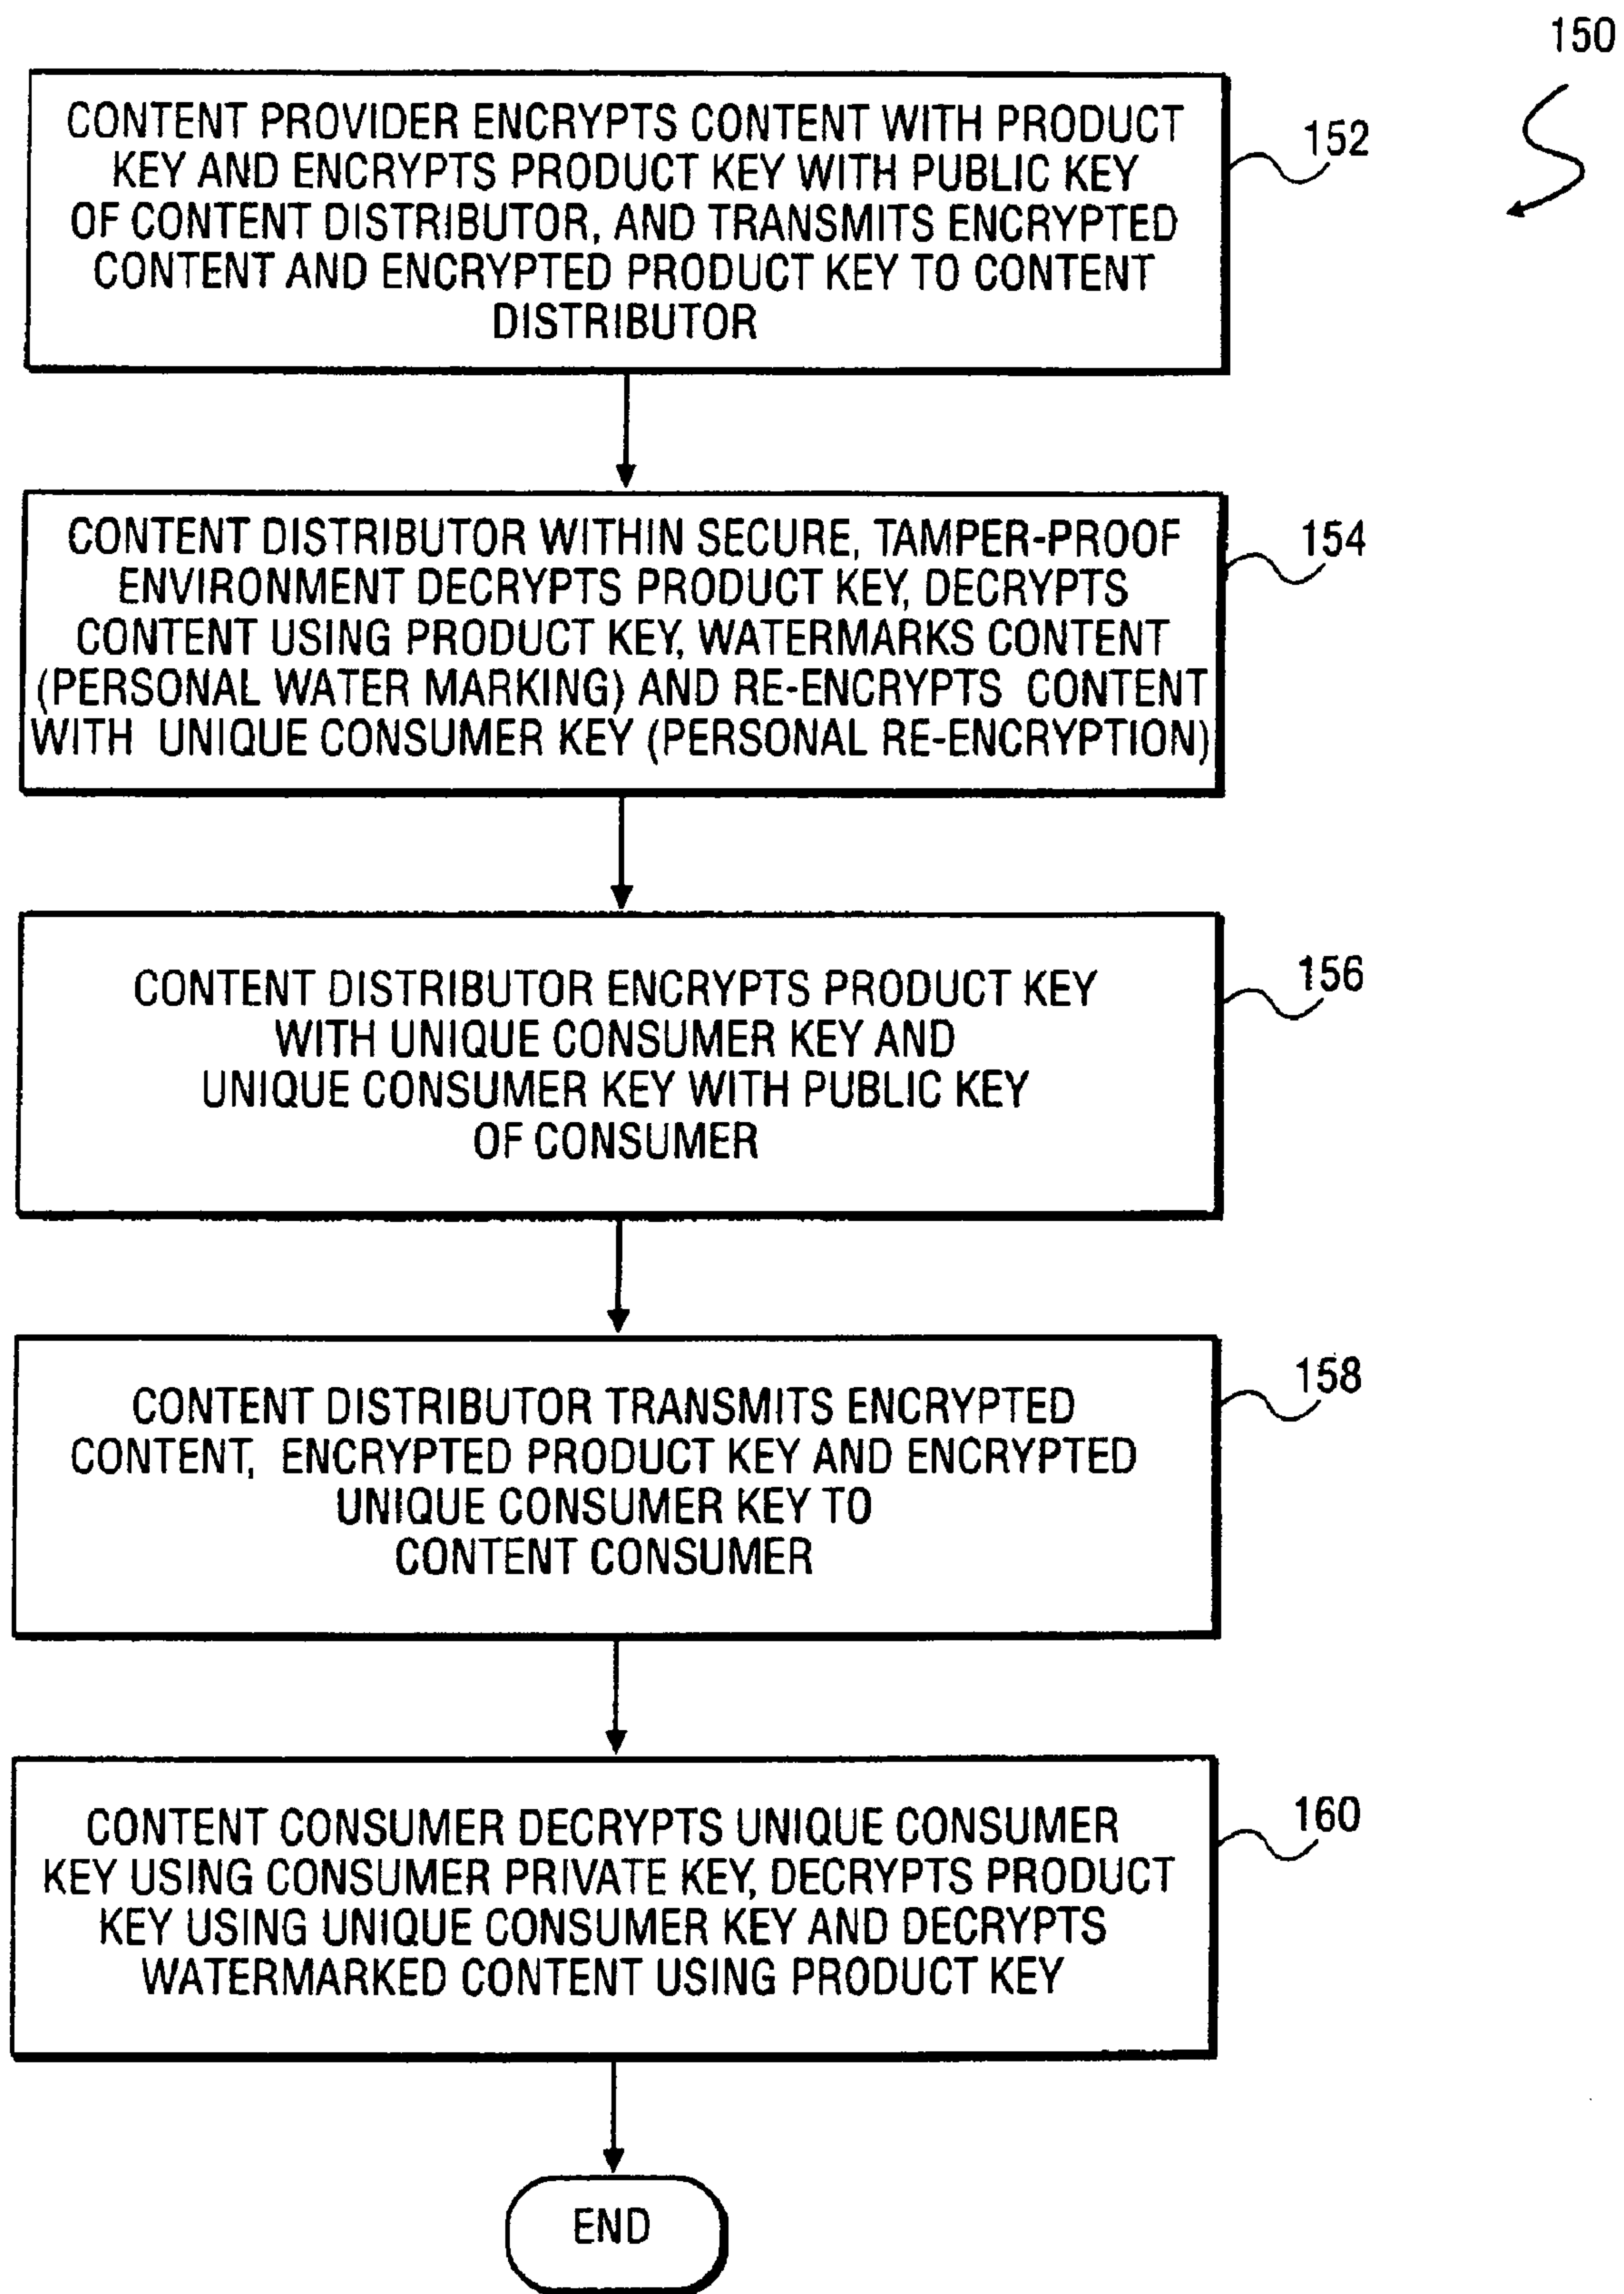 150
CONTENT PROVIDER ENCRYPTS CONTENT WITH PRODUCT
KEY AND ENCRYPTS PRODUCT KEY WITH PUBLIC KEY
OF CONTENT DISTRIBUTOR, AND TRANSMITS ENCRYPTED
CONTENT AND ENCRYPTED PRODUCT KEY TO CONTENT
DISTRIBUTOR
152
CONTENT DISTRIBUTOR WITHIN SECURE, TAMPER-PROOF
ENVIRONMENT DECRYPTS PRODUCT KEY, DECRYPTS
CONTENT USING PRODUCT KEY, WATERMARKS CONTENT
(PERSONAL WATER MARKING) AND RE-ENCRYPTS CONTENT
WITH UNIQUE CONSUMER KEY (PERSONAL RE-ENCRYPTION)
154
CONTENT DISTRIBUTOR ENCRYPTS PRODUCT KEY
WITH UNIQUE CONSUMER KEY AND
UNIQUE CONSUMER KEY WITH PUBLIC KEY
OF CONSUMER
156
CONTENT DISTRIBUTOR TRANSMITS ENCRYPTED
CONTENT, ENCRYPTED PRODUCT KEY AND ENCRYPTED
UNIQUE CONSUMER KEY TO
CONTENT CONSUMER
158
CONTENT CONSUMER DECRYPTS UNIQUE CONSUMER
KEY USING CONSUMER PRIVATE KEY, DECRYPTS PRODUCT
KEY USING UNIQUE CONSUMER KEY AND DECRYPTS
WATERMARKED CONTENT USING PRODUCT KEY
160
END